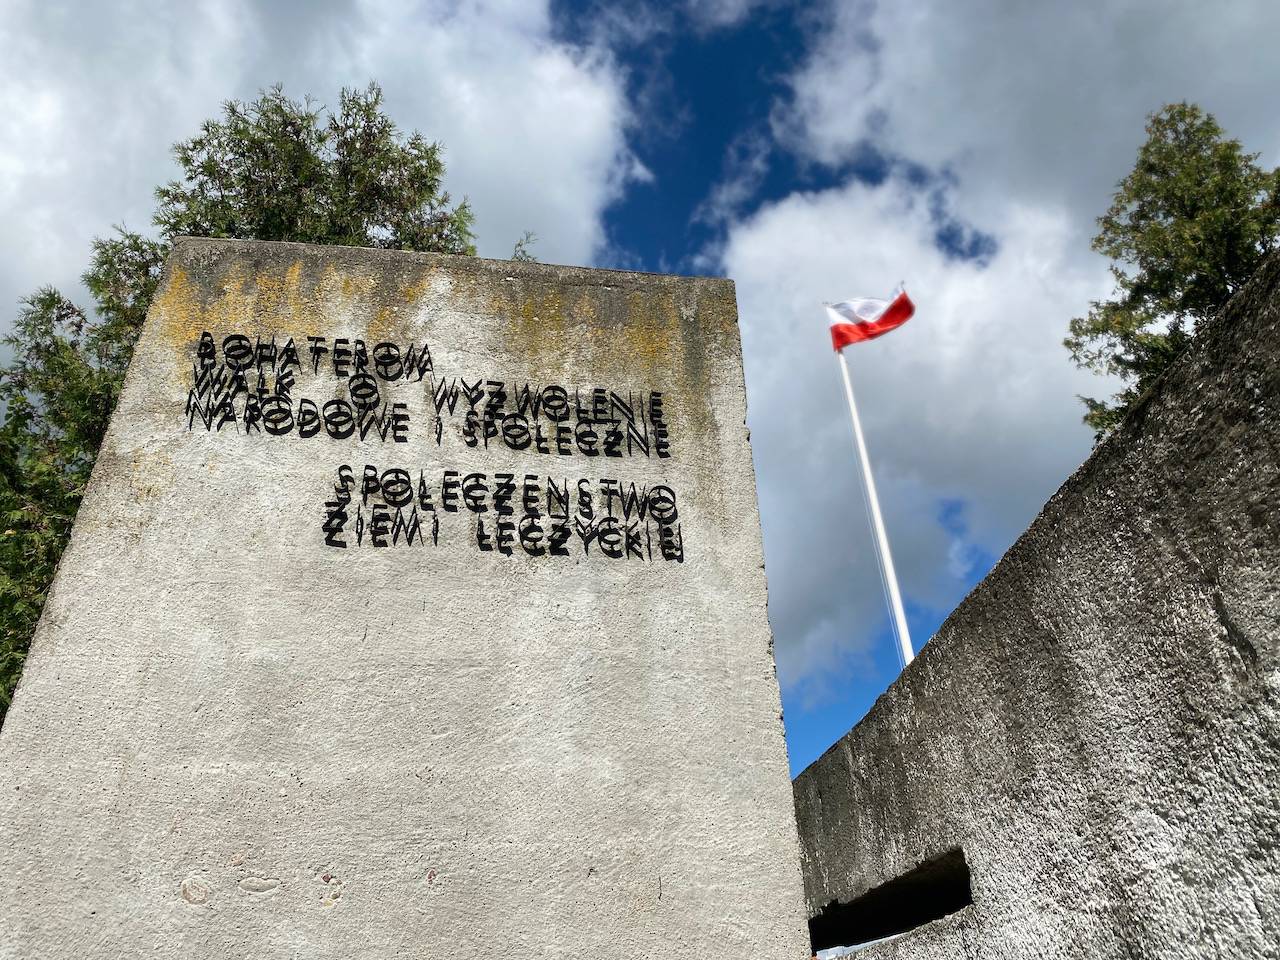 BOHATEROM
WALK O WYZWOLENIE
NARODOWE I SPOŁECZNE
SPOŁECZEŃSTWO
ZIEMI ŁĘCZYCKIEJ